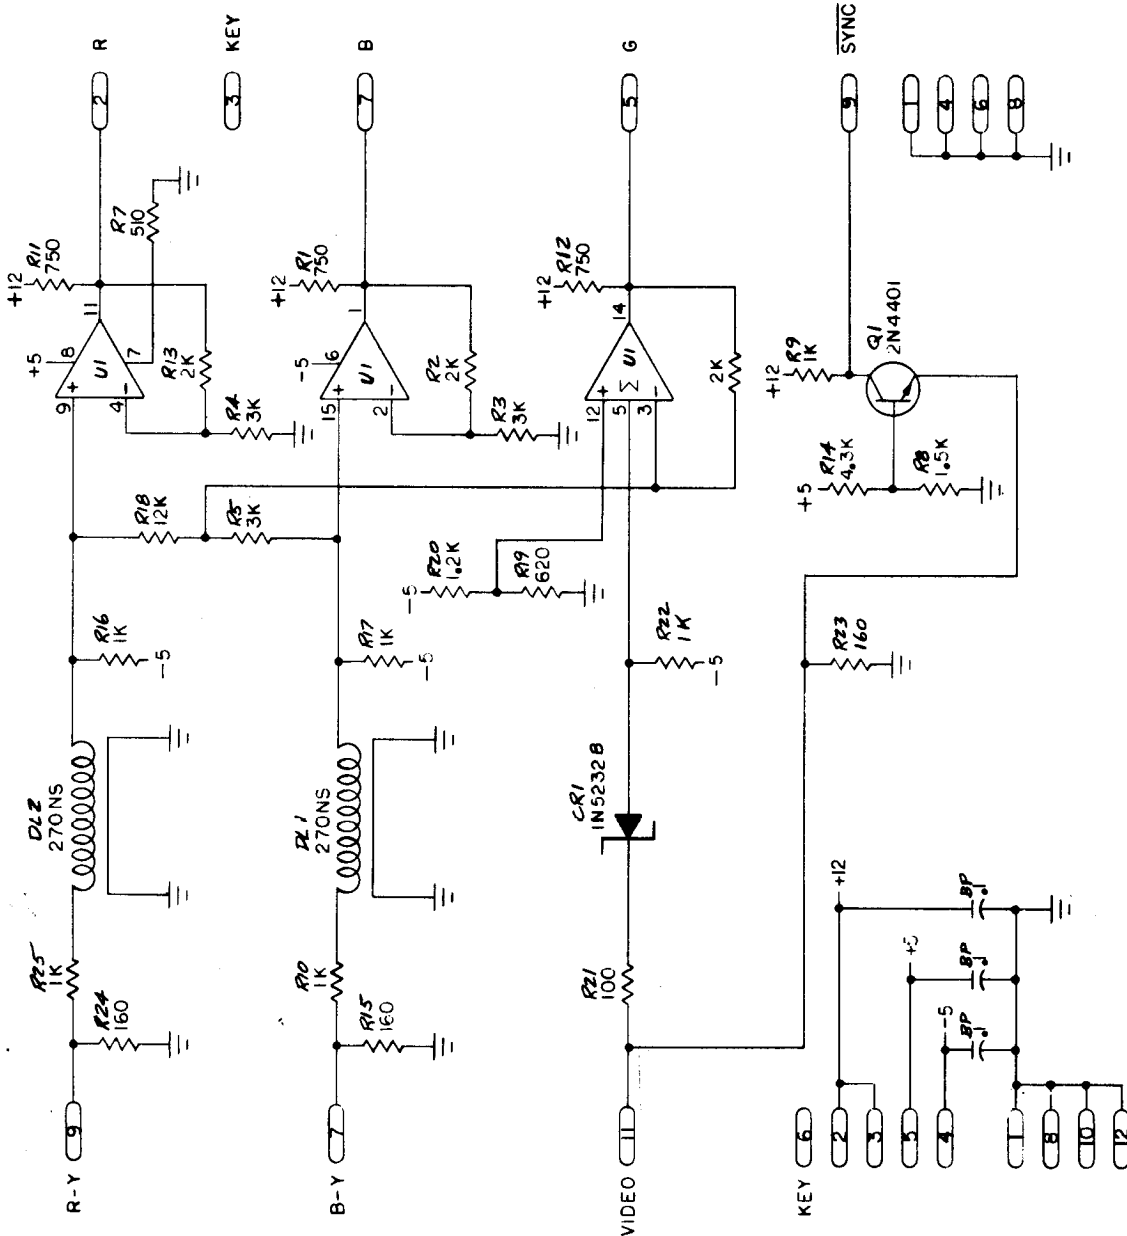 R-Y
9
R25
1K
R24
160
DL2
270NS
R16
1K
-5
R18
12K
R5
3K
9
+
4
-
U1
+5
8
7
11
+12
R11
750
R13
2K
R4
3K
R7
510
2
R
3
KEY
B-Y
7
R10
1K
R15
160
DL1
270NS
R17
1K
-5
15
+
2
-
U1
-5
6
1
+12
R1
750
R2
2K
R3
3K
7
B
VIDEO
11
R21
100
CR1
1N5232B
R22
1K
-5
-5
R20
1.2K
R19
620
12
+
5
Σ
3
-
U1
14
+12
R12
750
2K
5
G
R23
160
+5
R14
4.3K
R8
1.5K
+12
R9
1K
Q1
2N4401
9
SYNC
1
4
6
8
KEY
6
2
3
5
4
1
8
10
12
+12
+5
-5
BP
.1
BP
.1
BP
.1